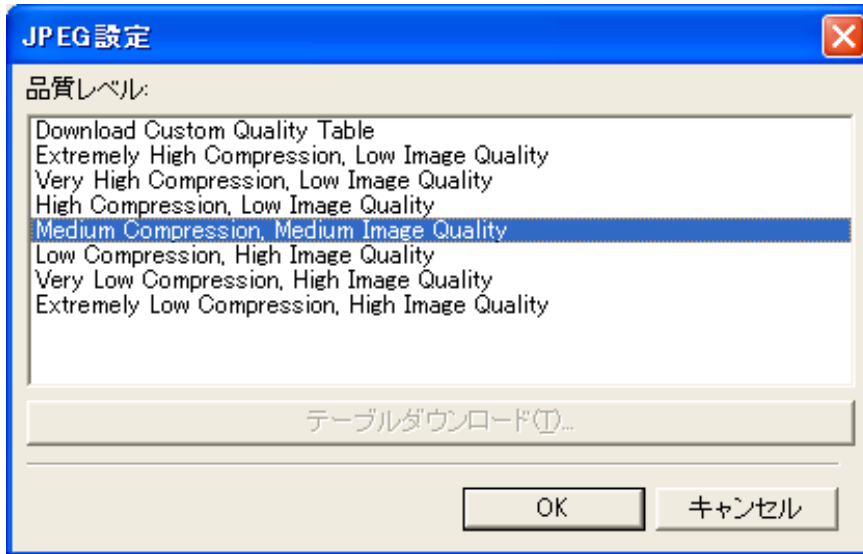 JPEG設定
品質レベル:
Download Custom Quality Table
Extremely High Compression, Low Image Quality
Very High Compression, Low Image Quality
High Compression, Low Image Quality
Medium Compression, Medium Image Quality
Low Compression, High Image Quality
Very Low Compression, High Image Quality
Extremely Low Compression, High Image Quality
テーブルダウンロード(T)...
OK キャンセル